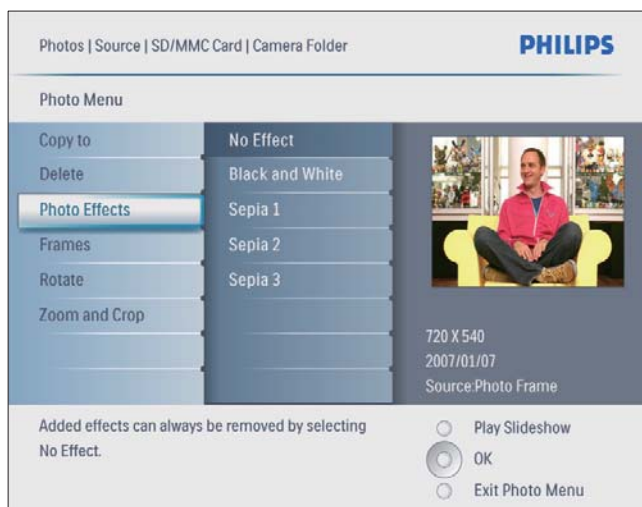 Photos | Source | SD/MMC Card | Camera Folder
PHILIPS
Photo Menu
Copy to
Delete
Photo Effects
Frames
Rotate
Zoom and Crop
No Effect
Black and White
Sepia 1
Sepia 2
Sepia 3
720 X 540
2007/01/07
Source:Photo Frame
Added effects can always be removed by selecting
No Effect.
Play Slideshow
OK
Exit Photo Menu